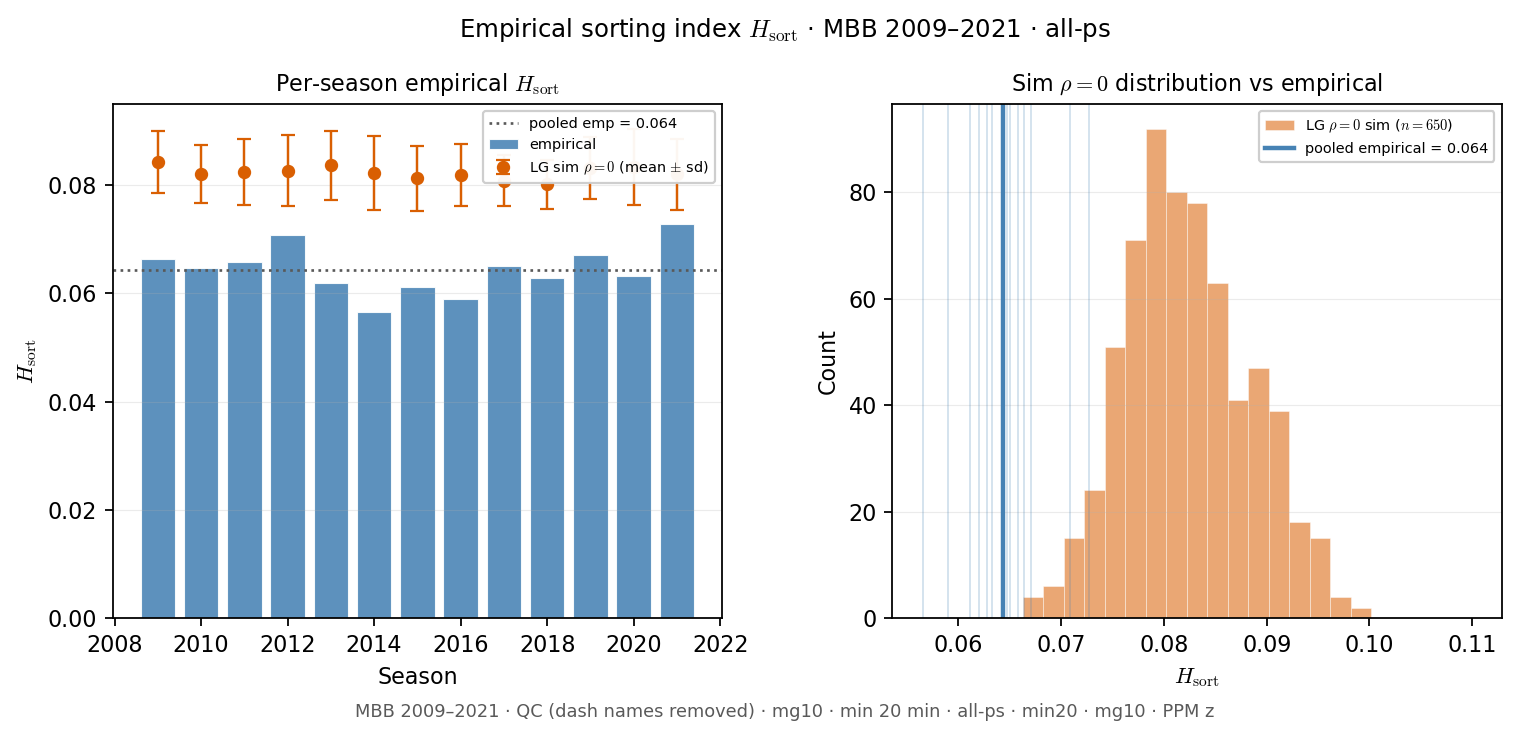 Empirical sorting index H_sort · MBB 2009–2021 · all-ps
Per-season empirical H_sort
pooled emp = 0.064
empirical
LG sim ρ = 0 (mean ± sd)
H_sort
0.08
0.06
0.04
0.02
0.00
2008 2010 2012 2014 2016 2018 2020 2022
Season
Sim ρ = 0 distribution vs empirical
LG ρ = 0 sim (n = 650)
pooled empirical = 0.064
Count
80
60
40
20
0
0.06 0.07 0.08 0.09 0.10 0.11
H_sort
MBB 2009–2021 · QC (dash names removed) · mg10 · min 20 min · all-ps · min20 · mg10 · PPM z